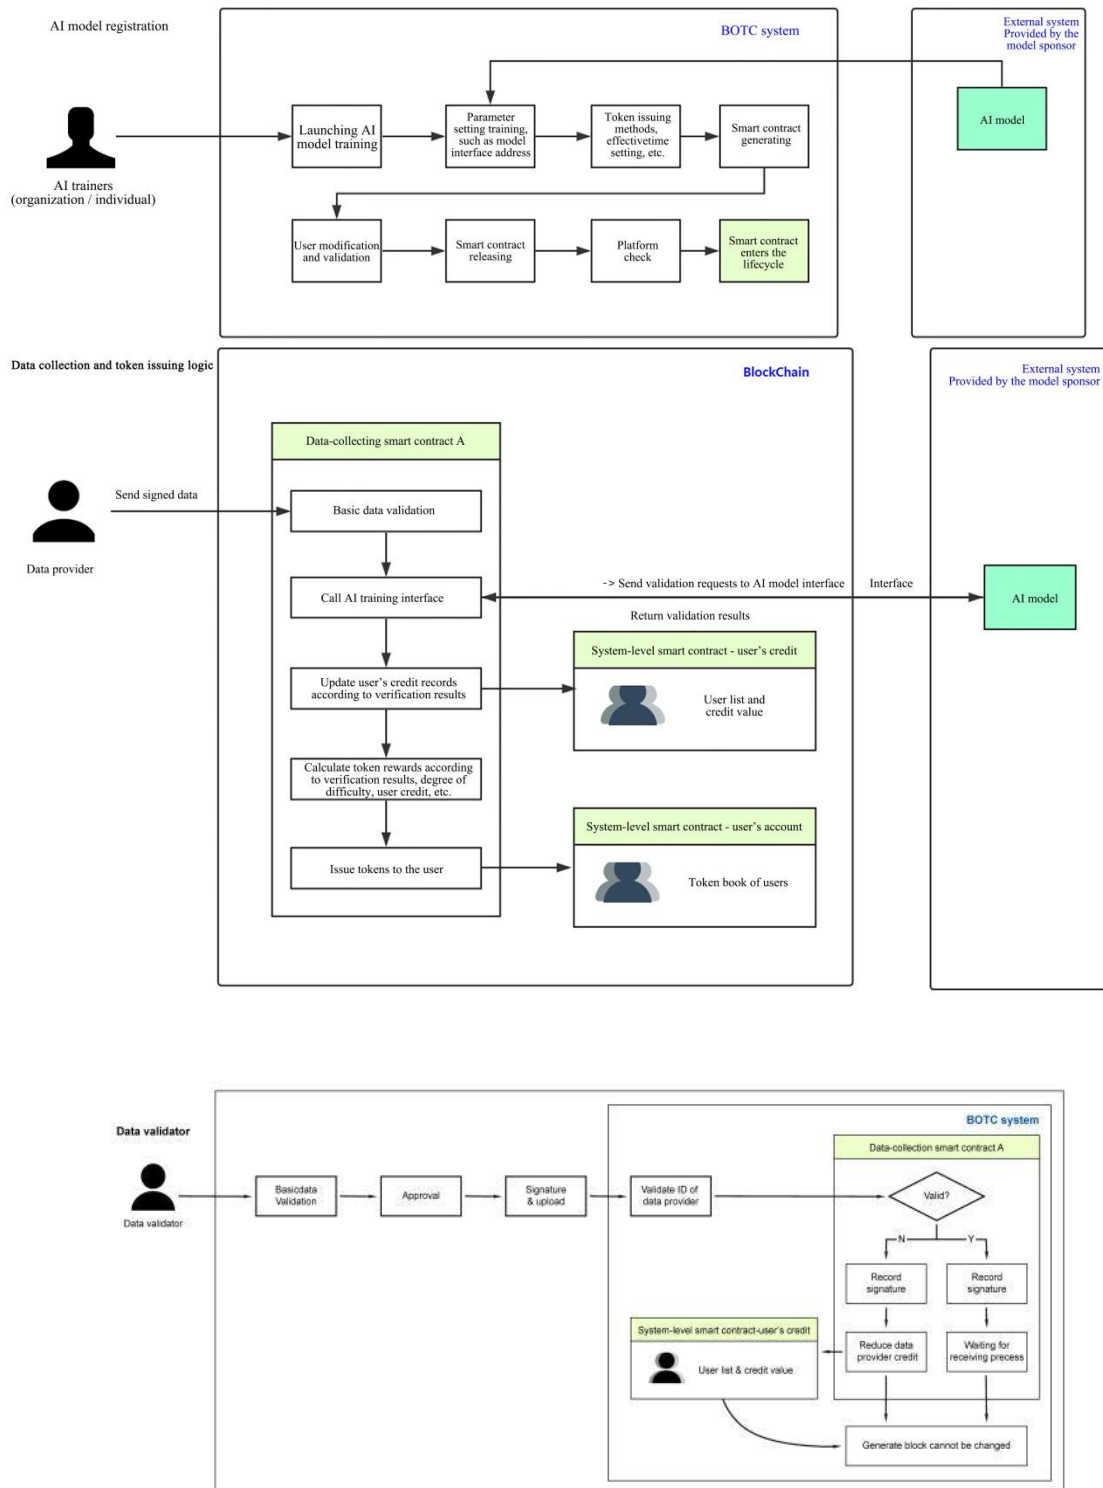 AI model registration
BOTC system
External system
Provided by the
model sponsor
AI trainers
(organization / individual)
Launching AI
model training
Parameter
setting training,
such as model
interface address
Token issuing
methods,
effectivetime
setting, etc.
Smart contract
generating
AI model
User modification
and validation
Smart contract
releasing
Platform
check
Smart contract
enters the
lifecycle
Data collection and token issuing logic
BlockChain
External system
Provided by the model sponsor
Data-collecting smart contract A
Send signed data
Data provider
Basic data validation
Call AI training interface
-> Send validation requests to AI model interface
Interface
Return validation results
AI model
Update user's credit records
according to verification results
System-level smart contract - user's credit
User list and
credit value
Calculate token rewards according
to verification results, degree of
difficulty, user credit, etc.
Issue tokens to the user
System-level smart contract - user's account
Token book of users
Data validator
Data validator
Basicdata
Validation
Approval
Signature
& upload
BOTC system
Validate ID of
data provider
Data-collection smart contract A
Valid?
N
Y
Record
signature
Record
signature
Reduce data
provider credit
Waiting for
receiving precess
System-level smart contract-user's credit
User list & credit value
Generate block cannot be changed